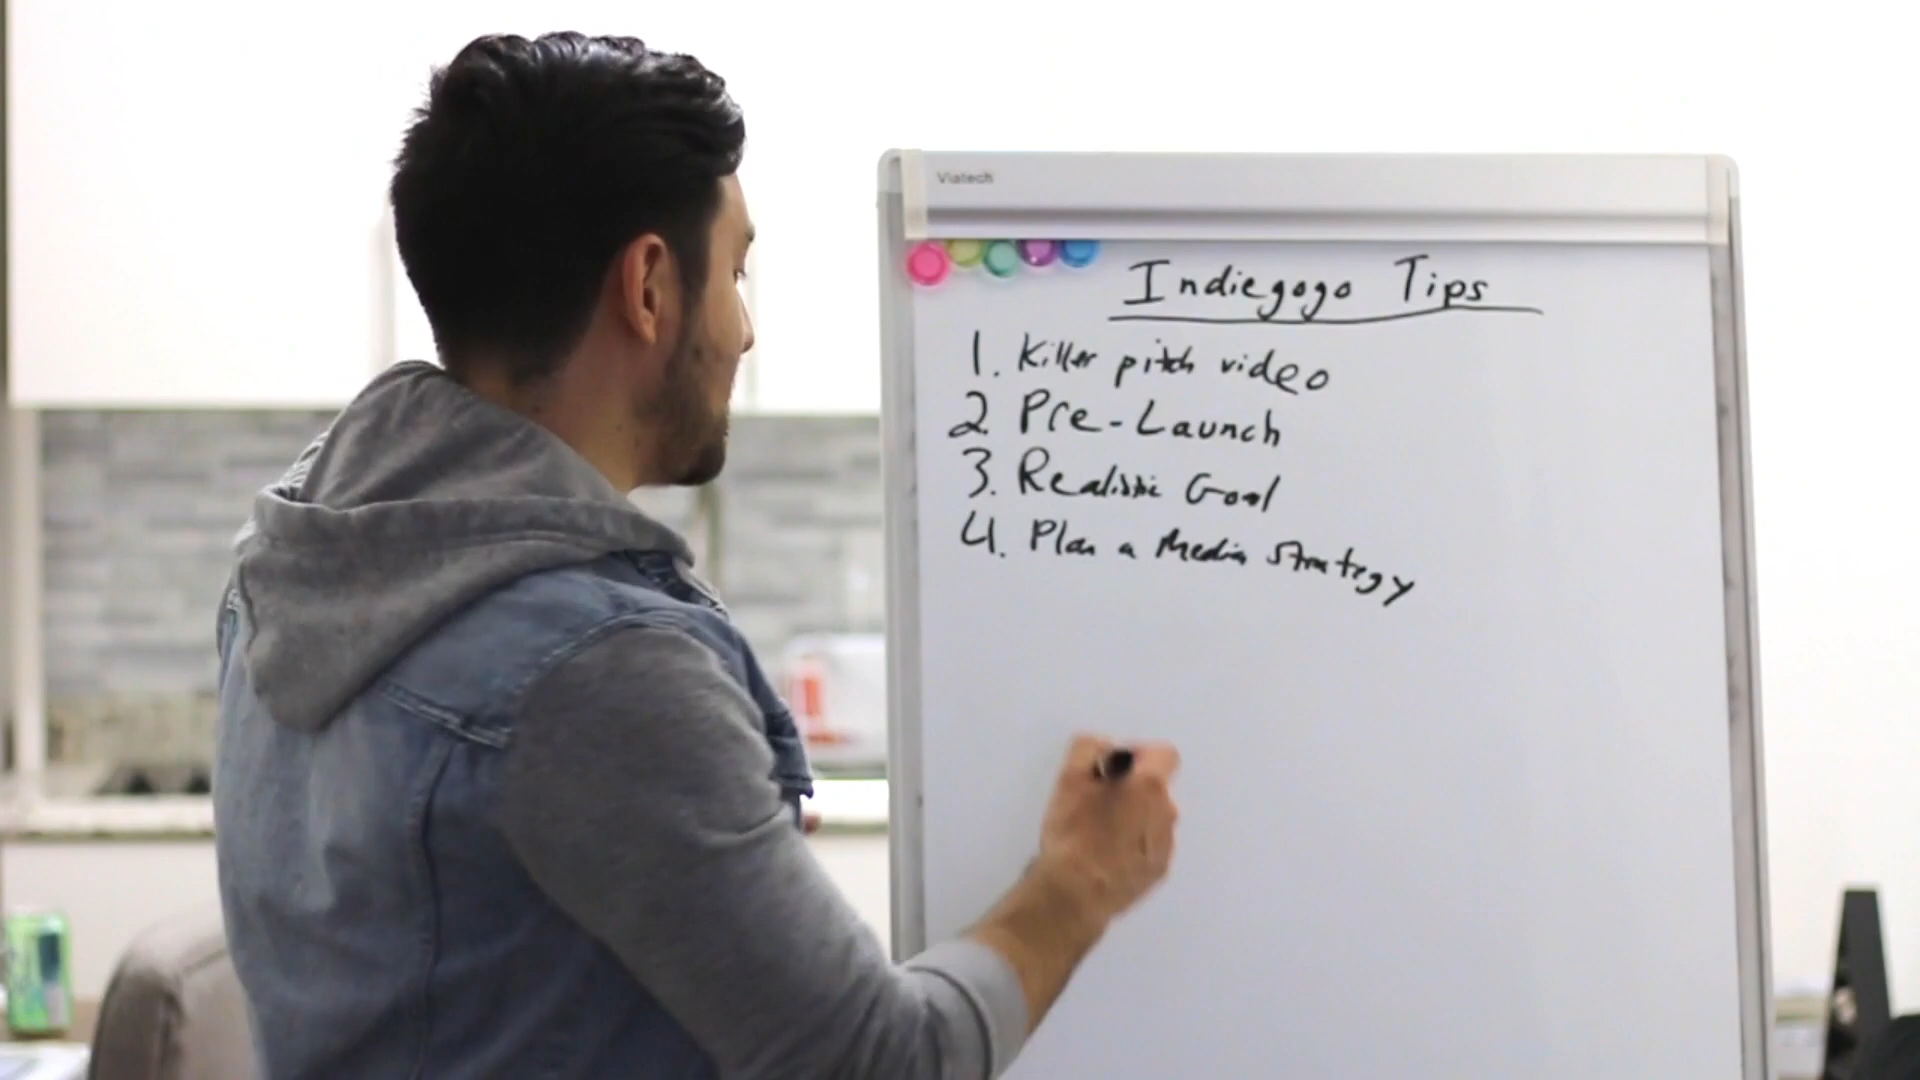 Viatech
Indiegogo Tips
1. Killer pitch video
2. Pre-Launch
3. Realistic Goal
4. Plan a Media Strategy